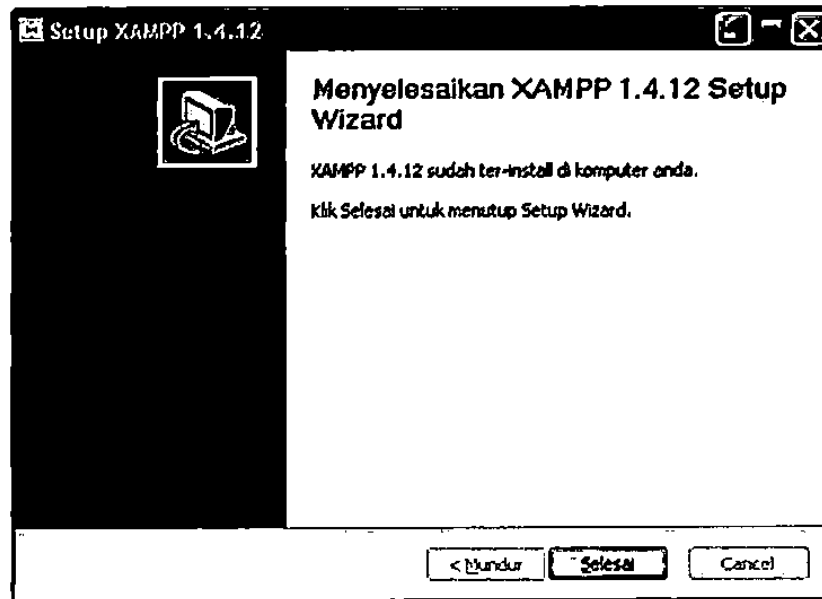 Setup XAMPP 1.4.12
Menyelesaikan XAMPP 1.4.12 Setup
Wizard
XAMPP 1.4.12 sudah ter-install di komputer anda.
Klik Selesai untuk menutup Setup Wizard.
< Mundur
Selesai
Cancel